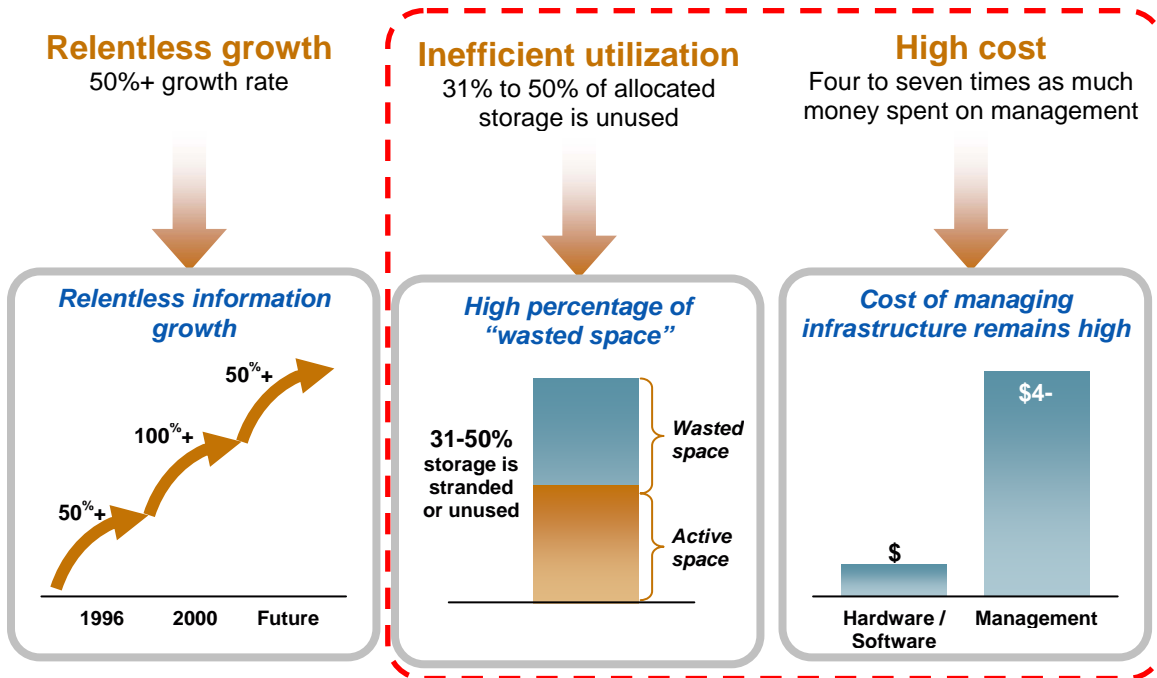 Relentless growth
50%+ growth rate
Inefficient utilization
31% to 50% of allocated
storage is unused
High cost
Four to seven times as much
money spent on management
Relentless information
growth
50%+
100%+
50%+
1996
2000
Future
High percentage of
“wasted space”
31-50%
storage is
stranded
or unused
Wasted
space
Active
space
Cost of managing
infrastructure remains high
$4-
$
Hardware /
Software
Management